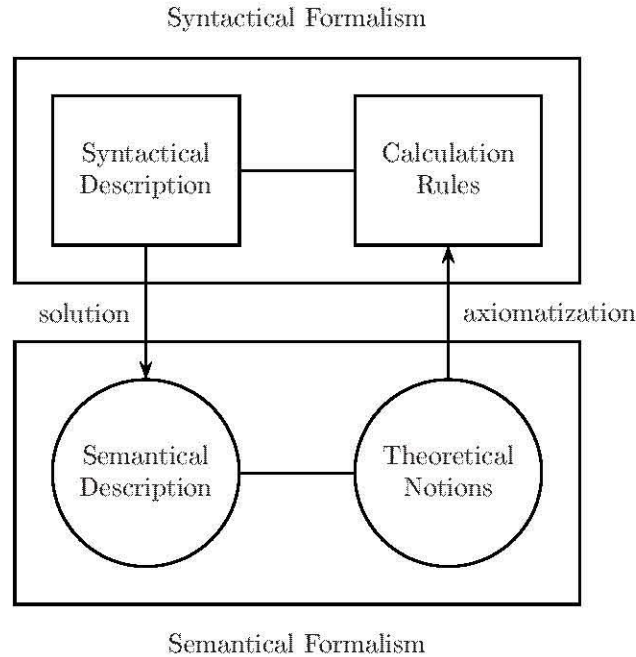 Syntactical Formalism
Syntactical
Description
Calculation
Rules
solution
axiomatization
Semantical
Description
Theoretical
Notions
Semantical Formalism